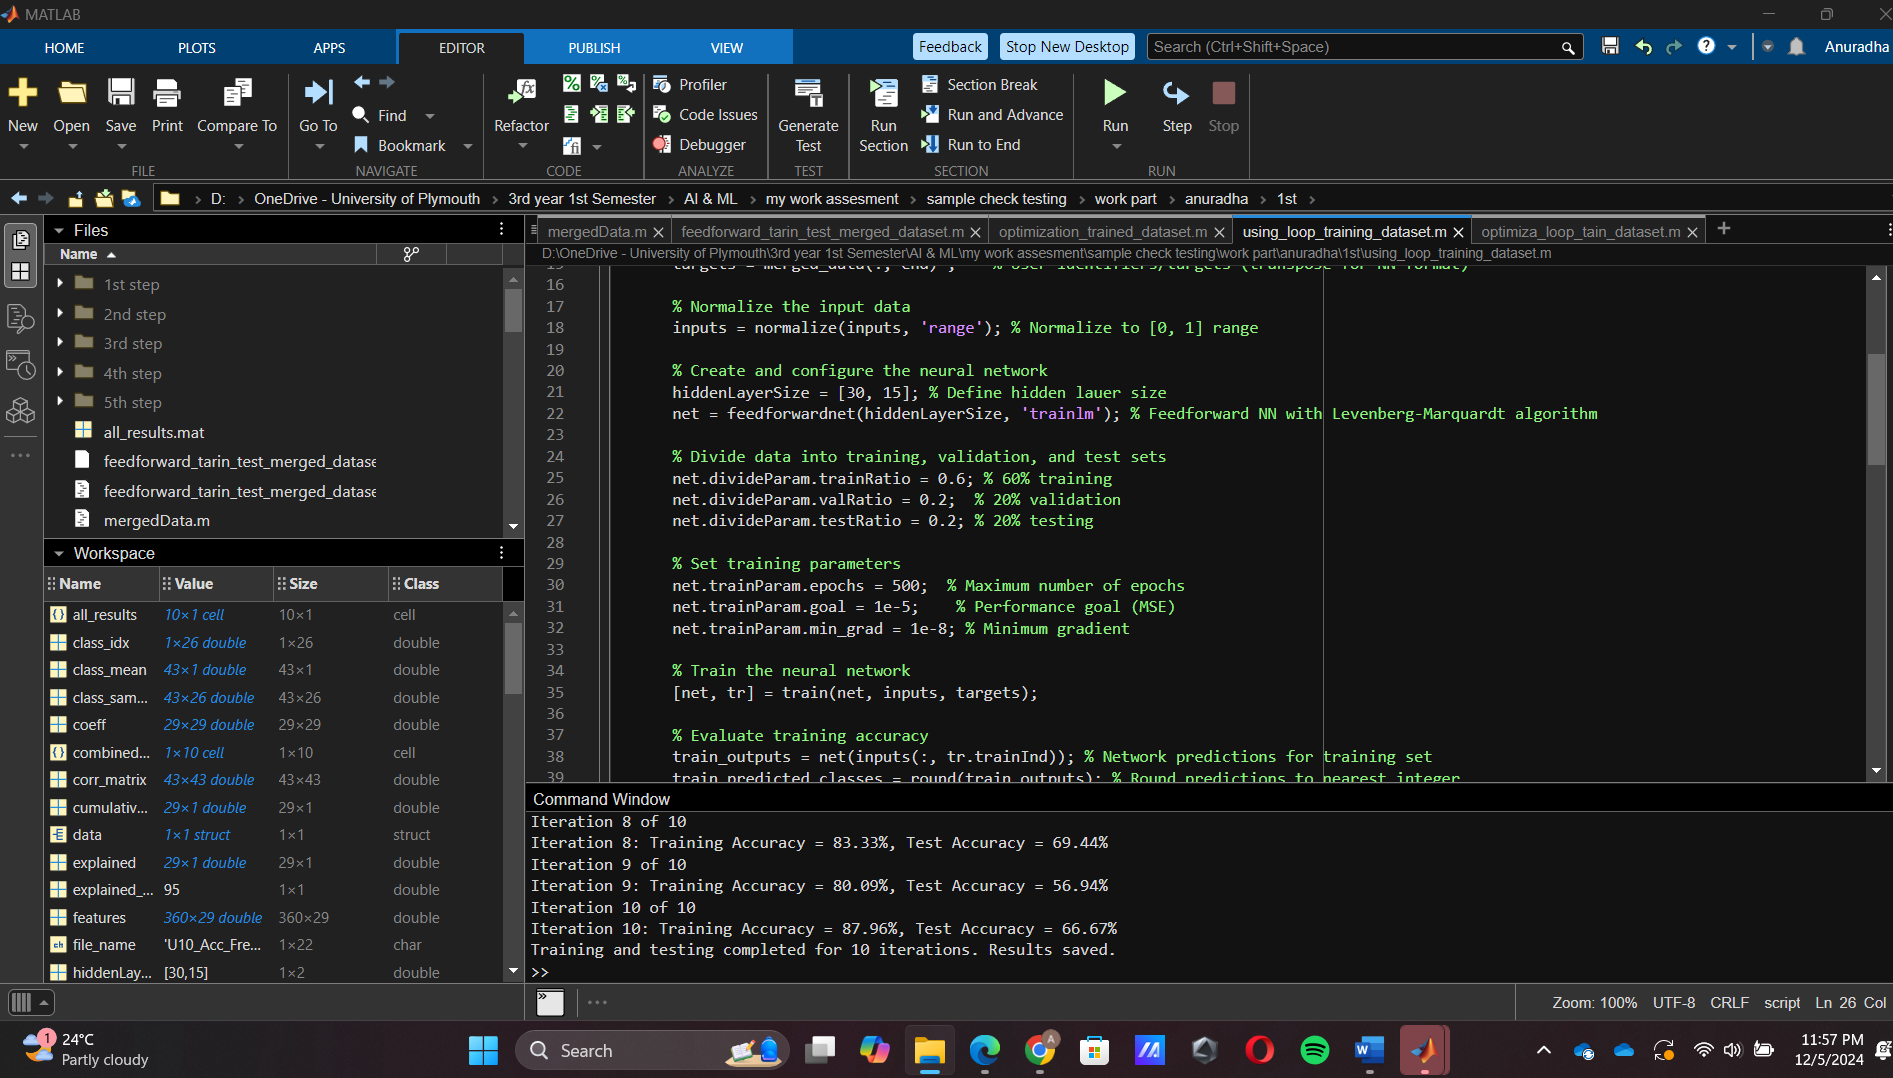 MATLAB
HOME PLOTS APPS EDITOR PUBLISH VIEW Feedback Stop New Desktop Search (Ctrl+Shift+Space) Anuradha
New Open Save Print Compare To Go To Find Bookmark Refactor Profiler Code Issues Debugger Generate Test Run Section Section Break Run and Advance Run to End Run Step Stop
FILE NAVIGATE CODE ANALYZE TEST SECTION RUN
D: OneDrive - University of Plymouth 3rd year 1st Semester AI & ML my work assesment sample check testing work part anuradha 1st
Files
Name
1st step
2nd step
3rd step
4th step
5th step
all_results.mat
feedforward_tarin_test_merged_datase
feedforward_tarin_test_merged_datase
mergedData.m
Workspace
Name Value Size Class
all_results 10×1 cell 10×1 cell
class_idx 1×26 double 1×26 double
class_mean 43×1 double 43×1 double
class_sam... 43×26 double 43×26 double
coeff 29×29 double 29×29 double
combined... 1×10 cell 1×10 cell
corr_matrix 43×43 double 43×43 double
cumulativ... 29×1 double 29×1 double
data 1×1 struct 1×1 struct
explained 29×1 double 29×1 double
explained_... 95 1×1 double
features 360×29 double 360×29 double
file_name 'U10_Acc_Fre... 1×22 char
hiddenLay... [30,15] 1×2 double
mergedData.m feedforward_tarin_test_merged_dataset.m optimization_trained_dataset.m using_loop_training_dataset.m optimiza_loop_tain_dataset.m
D:\OneDrive - University of Plymouth\3rd year 1st Semester\AI & ML\my work assesment\sample check testing\work part\anuradha\1st\using_loop_training_dataset.m
15 targets = merged_data(:, end)'; % User identifiers/targets (transpose for NN format)
16
17 % Normalize the input data
18 inputs = normalize(inputs, 'range'); % Normalize to [0, 1] range
19
20 % Create and configure the neural network
21 hiddenLayerSize = [30, 15]; % Define hidden lauer size
22 net = feedforwardnet(hiddenLayerSize, 'trainlm'); % Feedforward NN with Levenberg-Marquardt algorithm
23
24 % Divide data into training, validation, and test sets
25 net.divideParam.trainRatio = 0.6; % 60% training
26 net.divideParam.valRatio = 0.2; % 20% validation
27 net.divideParam.testRatio = 0.2; % 20% testing
28
29 % Set training parameters
30 net.trainParam.epochs = 500; % Maximum number of epochs
31 net.trainParam.goal = 1e-5; % Performance goal (MSE)
32 net.trainParam.min_grad = 1e-8; % Minimum gradient
33
34 % Train the neural network
35 [net, tr] = train(net, inputs, targets);
36
37 % Evaluate training accuracy
38 train_outputs = net(inputs(:, tr.trainInd)); % Network predictions for training set
39 train_predicted_classes = round(train_outputs); % Round predictions to nearest integer
Command Window
Iteration 8 of 10
Iteration 8: Training Accuracy = 83.33%, Test Accuracy = 69.44%
Iteration 9 of 10
Iteration 9: Training Accuracy = 80.09%, Test Accuracy = 56.94%
Iteration 10 of 10
Iteration 10: Training Accuracy = 87.96%, Test Accuracy = 66.67%
Training and testing completed for 10 iterations. Results saved.
>>
Zoom: 100% UTF-8 CRLF script Ln 26 Col
1
24°C
Partly cloudy
Search
11:57 PM
12/5/2024